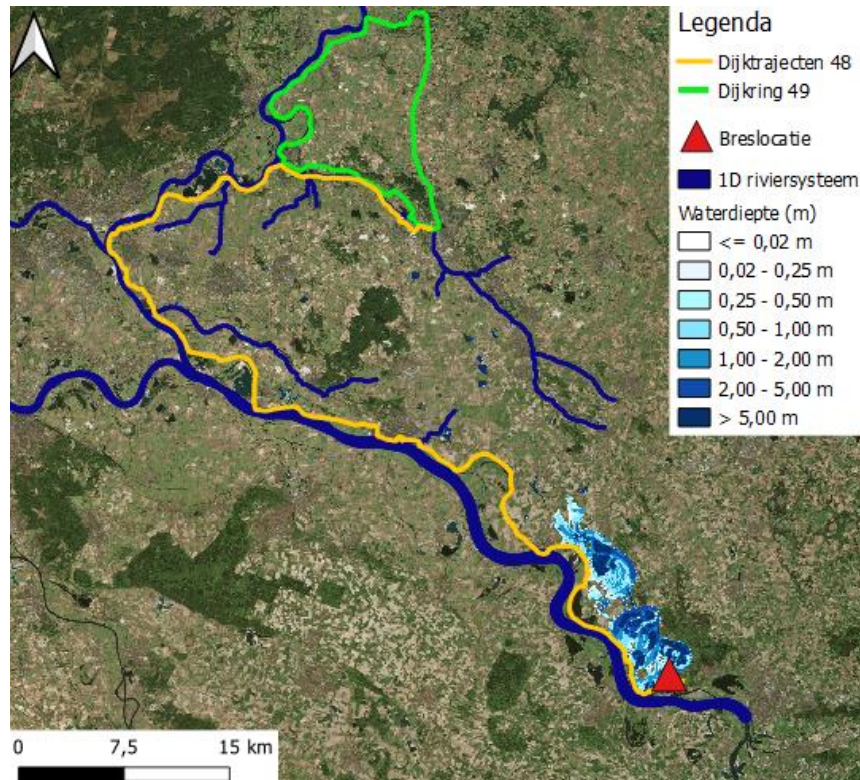 Legenda
Dijktrajecten 48
Dijkring 49
Breslocatie
1D riviersysteem
Waterdiepte (m)
<= 0,02 m
0,02 - 0,25 m
0,25 - 0,50 m
0,50 - 1,00 m
1,00 - 2,00 m
2,00 - 5,00 m
> 5,00 m
0 7,5 15 km